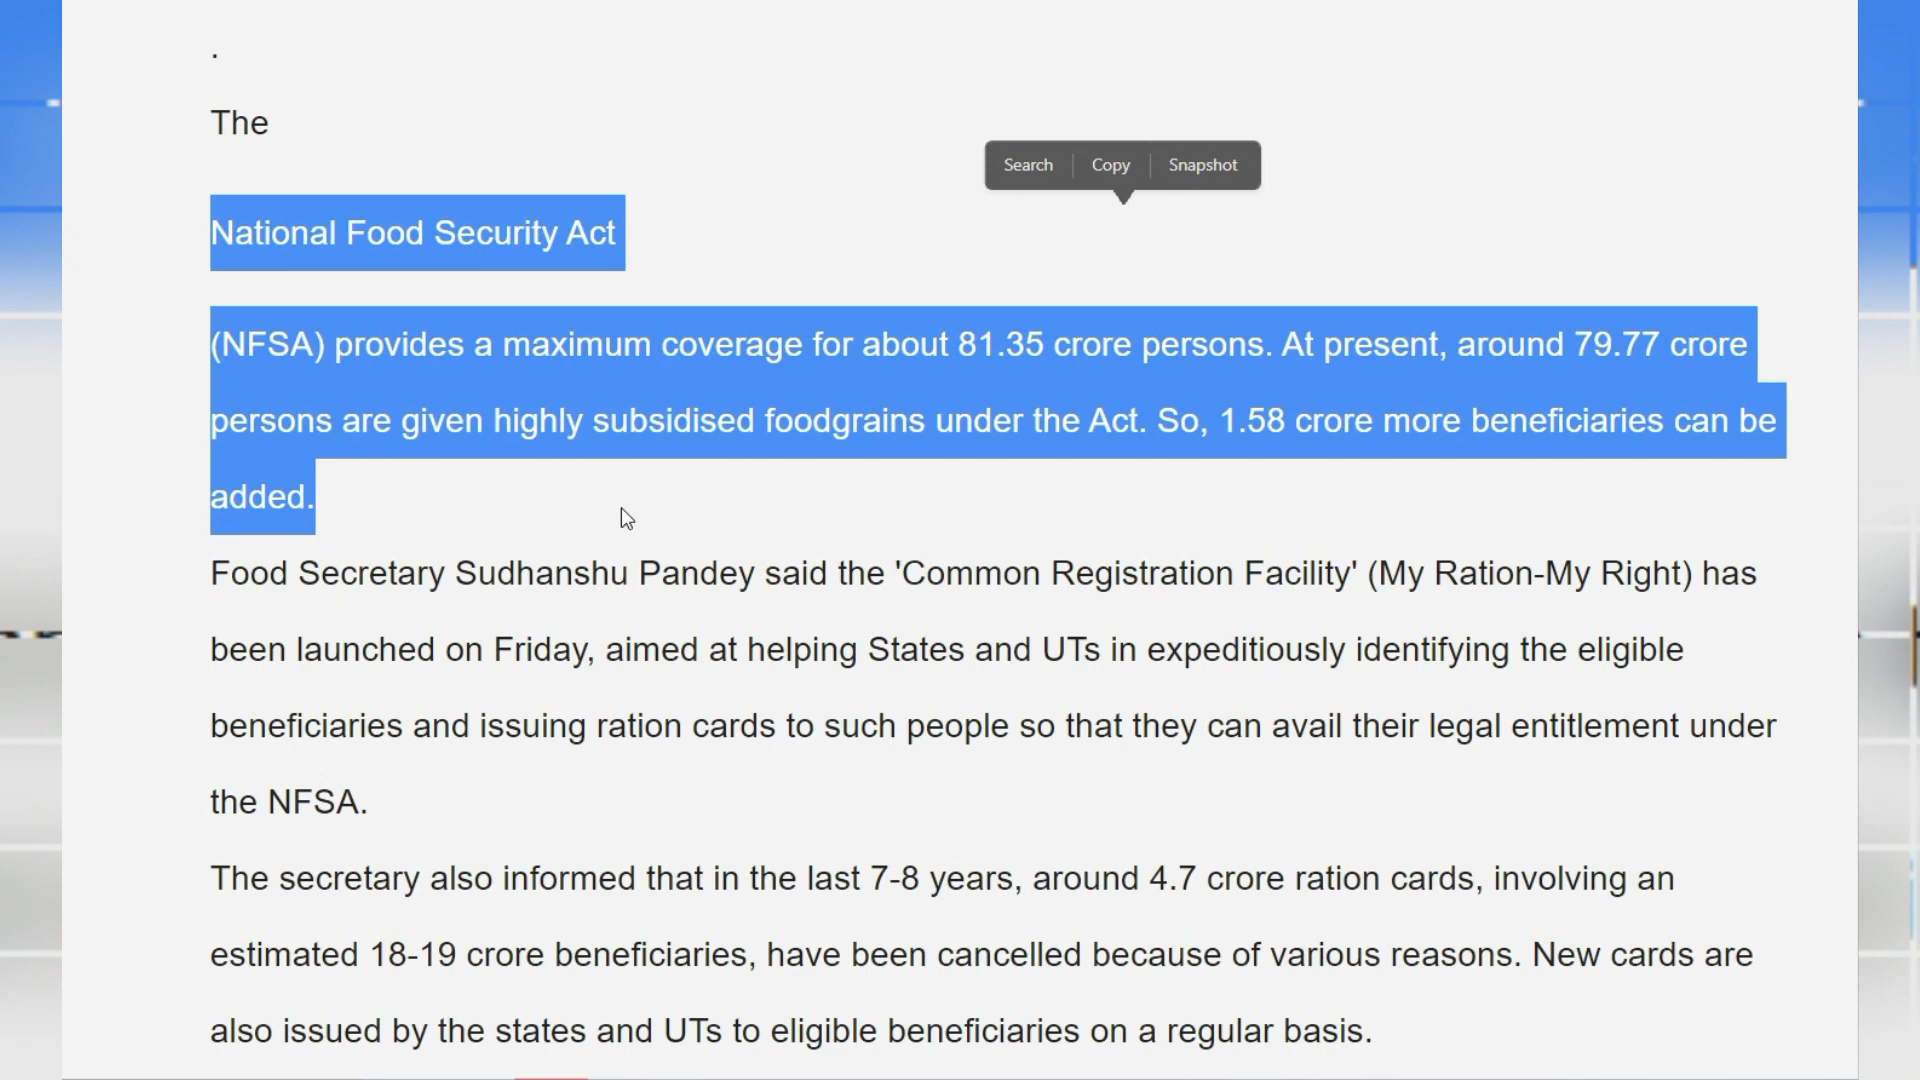 .
The
Search
Copy
Snapshot
National Food Security Act
(NFSA) provides a maximum coverage for about 81.35 crore persons. At present, around 79.77 crore
persons are given highly subsidised foodgrains under the Act. So, 1.58 crore more beneficiaries can be
added.
Food Secretary Sudhanshu Pandey said the 'Common Registration Facility' (My Ration-My Right) has
been launched on Friday, aimed at helping States and UTs in expeditiously identifying the eligible
beneficiaries and issuing ration cards to such people so that they can avail their legal entitlement under
the NFSA.
The secretary also informed that in the last 7-8 years, around 4.7 crore ration cards, involving an
estimated 18-19 crore beneficiaries, have been cancelled because of various reasons. New cards are
also issued by the states and UTs to eligible beneficiaries on a regular basis.